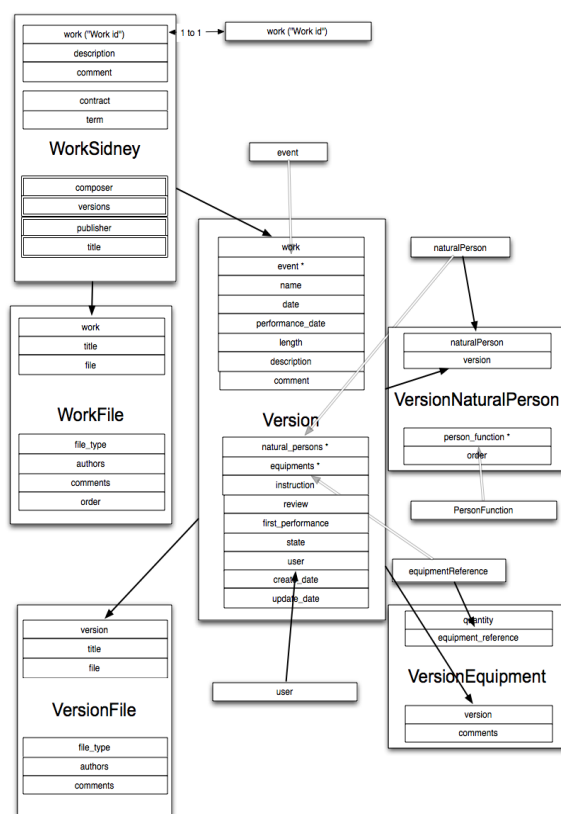 work ("Work id")
1 to 1
work ("Work id")
description
comment
contract
term
WorkSidney
composer
versions
publisher
title
event
work
event *
name
date
performance_date
length
description
comment
Version
natural_persons *
equipments *
instruction
review
first_performance
state
user
create_date
update_date
naturalPerson
naturalPerson
version
VersionNaturalPerson
person_function *
order
PersonFunction
work
title
file
WorkFile
file_type
authors
comments
order
equipmentReference
quantity
equipment_reference
VersionEquipment
version
comments
version
title
file
VersionFile
file_type
authors
comments
user